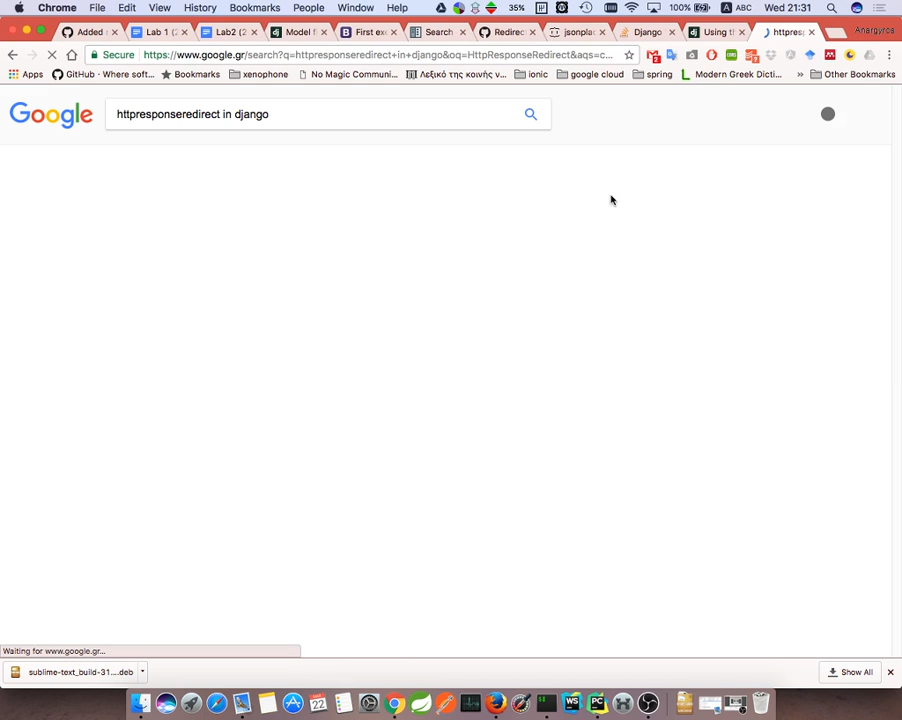 Chrome File Edit View History Bookmarks People Window Help 35% 100% ABC Wed 21:31
Added Lab 1 (2 Lab2 (2 Model f First ex Search Redirec jsonpla Django Using t httpres Anargyros
Secure https://www.google.gr/search?q=httpresponseredirect+in+django&oq=HttpResponseRedirect&aqs=c...
Apps GitHub - Where soft... Bookmarks xenophone No Magic Communi... Λεξικό της κοινής ν... ionic google cloud spring Modern Greek Dicti... Other Bookmarks
Google httpresponseredirect in django
Waiting for www.google.gr...
sublime-text_build-31....deb Show All